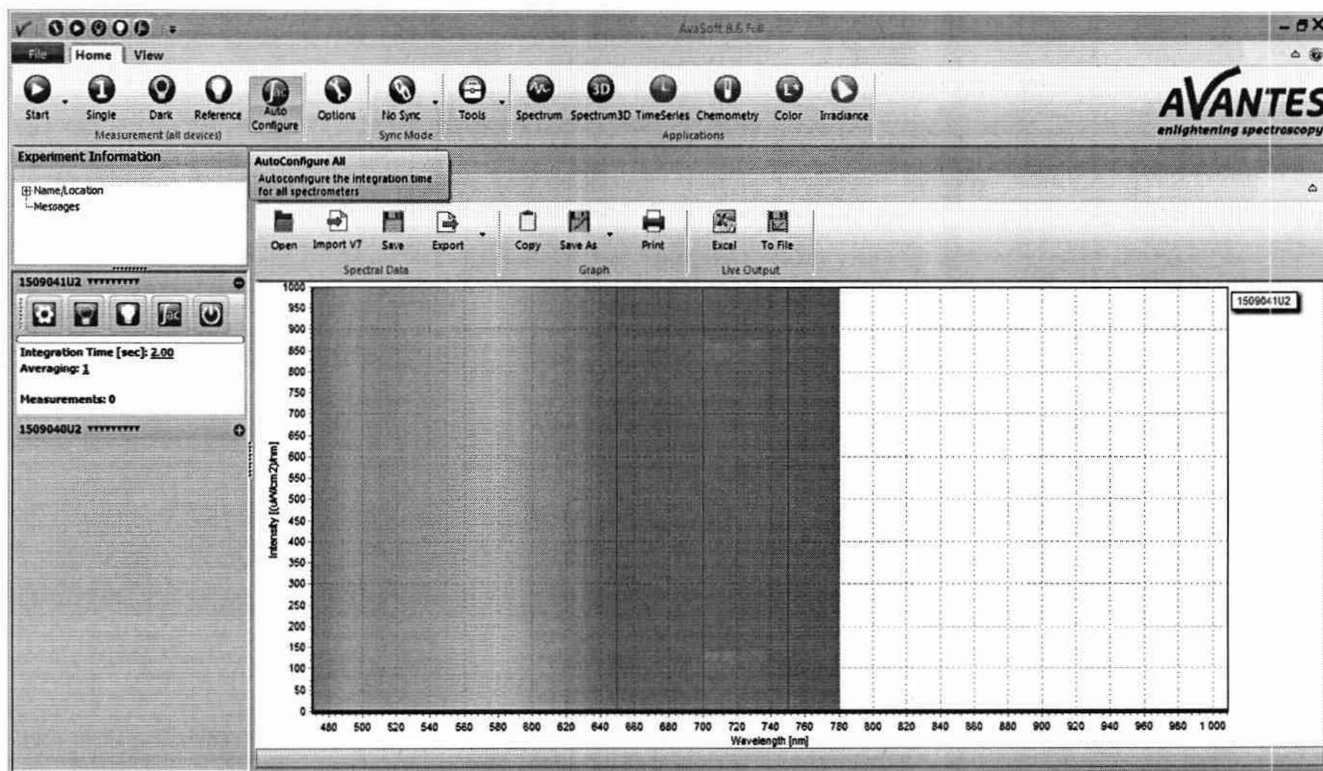 AvaSoft 8.6 Full
File Home View
Start Single Dark Reference Auto Configure Options No Sync Tools Spectrum Spectrum3D TimeSeries Chemometry Color Irradiance
Measurement (all devices) Sync Mode Applications
AVANTES
enlightening spectroscopy
Experiment Information
Name/Location
Messages
AutoConfigure All
Autoconfigure the integration time
for all spectrometers
Open Import V7 Save Export Copy Save As Print Excel To File
Spectral Data Graph Live Output
1509041U2
Integration Time [sec]: 2.00
Averaging: 1
Measurements: 0
1509040U2
1509041U2
1000
950
900
850
800
750
700
650
600
550
500
450
400
350
300
250
200
150
100
50
0
Intensity [(uW/cm2)/nm]
480 500 520 540 560 580 600 620 640 660 680 700 720 740 760 780 800 820 840 860 880 900 920 940 960 980 1 000
Wavelength [nm]